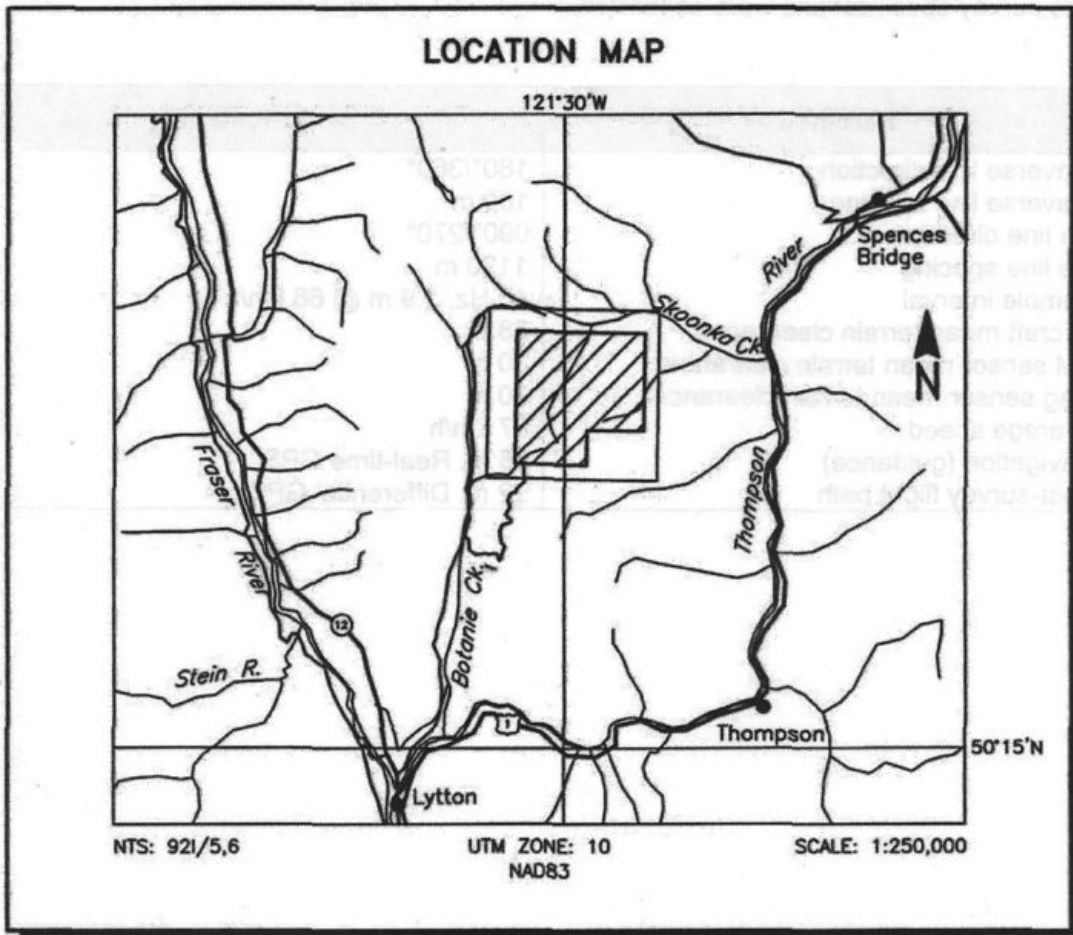 LOCATION MAP
121°30'W
Spences
Bridge
River
Skoonka Ck.
N
Fraser
River
Thompson
12
Botanie Ck.
Stein R.
1
Thompson
50°15'N
Lytton
NTS: 92I/5,6
UTM ZONE: 10
SCALE: 1:250,000
NAD83